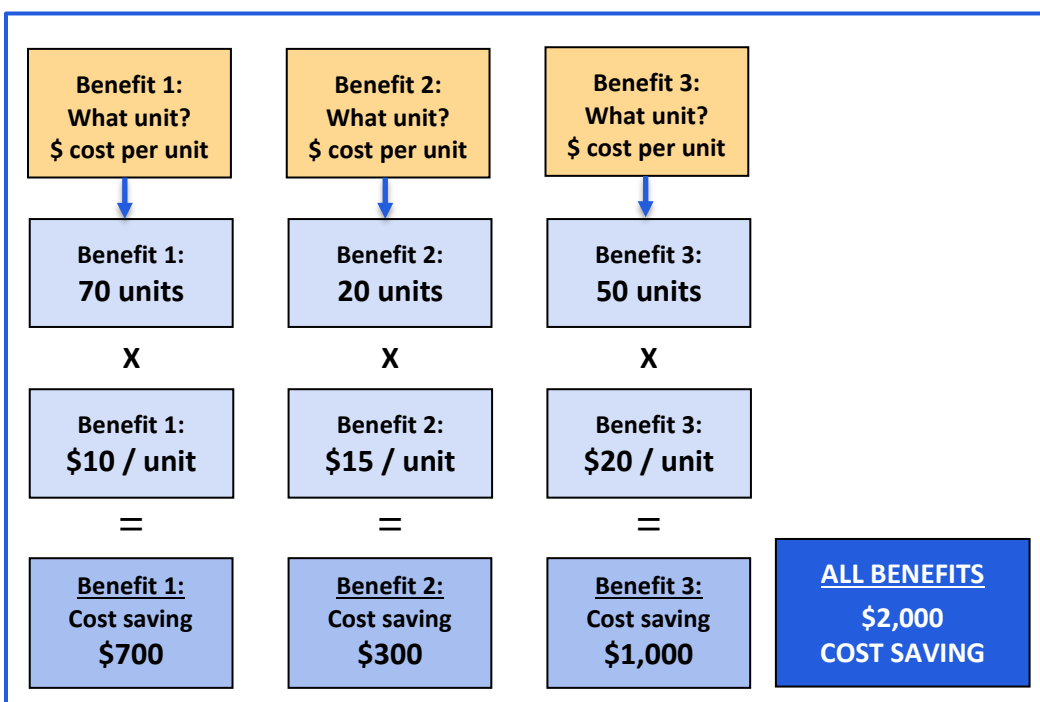 Benefit 1:
What unit?
$ cost per unit
Benefit 2:
What unit?
$ cost per unit
Benefit 3:
What unit?
$ cost per unit
Benefit 1:
70 units
Benefit 2:
20 units
Benefit 3:
50 units
X
X
X
Benefit 1:
$10 / unit
Benefit 2:
$15 / unit
Benefit 3:
$20 / unit
=
=
=
Benefit 1:
Cost saving
$700
Benefit 2:
Cost saving
$300
Benefit 3:
Cost saving
$1,000
ALL BENEFITS
$2,000
COST SAVING